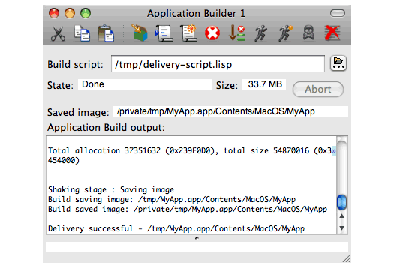 Application Builder 1
Build script: /tmp/delivery-script.lisp
State: Done Size: 33.7 MB Abort
Saved image: /private/tmp/MyApp.app/Contents/MacOS/MyApp
Application Build output:
Total allocation 32351632 (0x239F0D0), total size 54820016 (0x3
454000)
Shaking stage : Saving image
Build saving image: /tmp/MyApp.app/Contents/MacOS/MyApp
Build saved image: /private/tmp/MyApp.app/Contents/MacOS/MyApp
Delivery successful - /tmp/MyApp.app/Contents/MacOS/MyApp